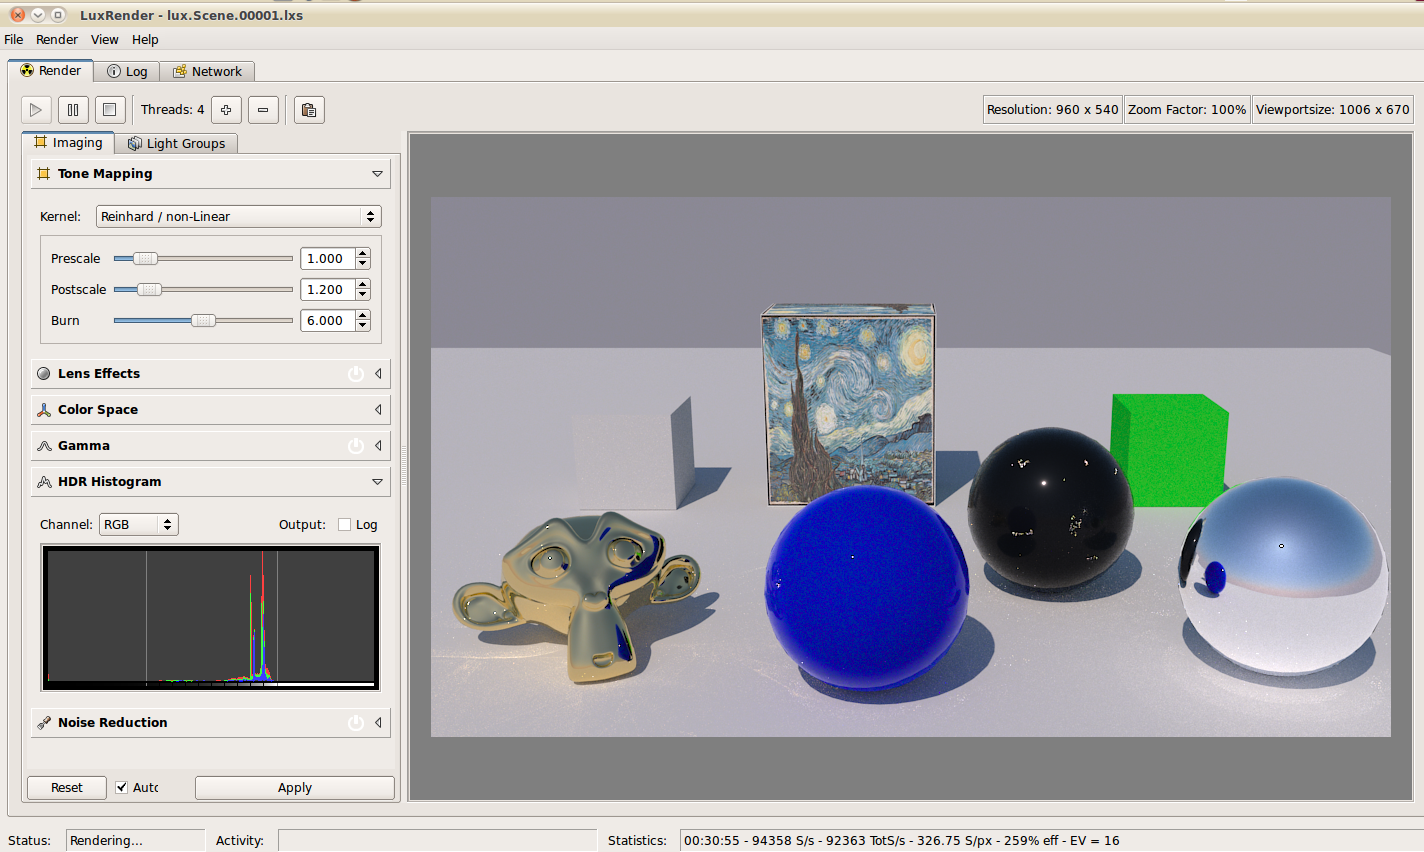 LuxRender - lux.Scene.00001.lxs
File Render View Help
Render Log Network
Threads: 4
Resolution: 960 x 540 Zoom Factor: 100% Viewportsize: 1006 x 670
Imaging Light Groups
Tone Mapping
Kernel: Reinhard / non-Linear
Prescale 1.000
Postscale 1.200
Burn 6.000
Lens Effects
Color Space
Gamma
HDR Histogram
Channel: RGB Output: Log
Noise Reduction
Reset Auto Apply
Status: Rendering... Activity: Statistics: 00:30:55 - 94358 S/s - 92363 TotS/s - 326.75 S/px - 259% eff - EV = 16